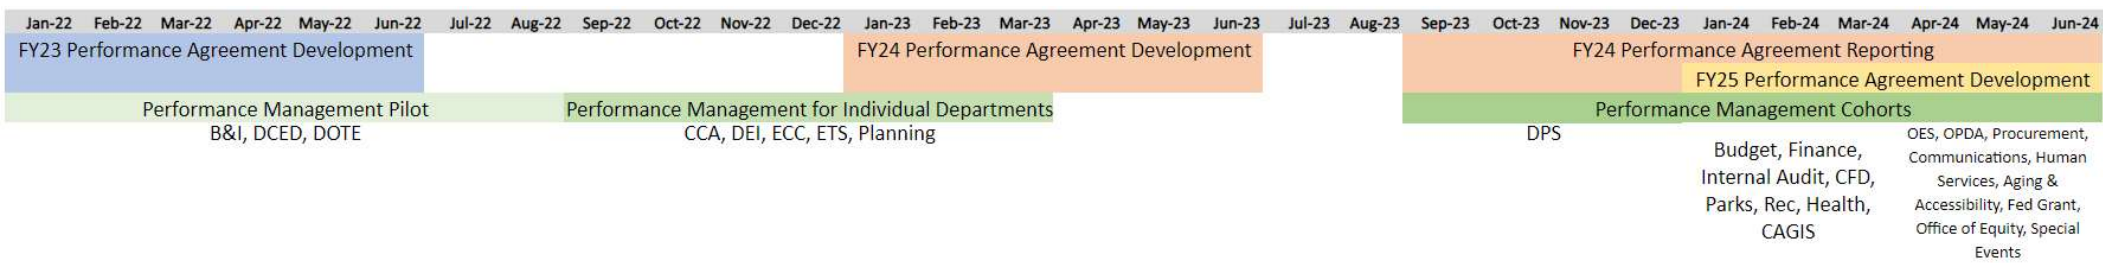 Jan-22 Feb-22 Mar-22 Apr-22 May-22 Jun-22 Jul-22 Aug-22 Sep-22 Oct-22 Nov-22 Dec-22 Jan-23 Feb-23 Mar-23 Apr-23 May-23 Jun-23 Jul-23 Aug-23 Sep-23 Oct-23 Nov-23 Dec-23 Jan-24 Feb-24 Mar-24 Apr-24 May-24 Jun-24
FY23 Performance Agreement Development
FY24 Performance Agreement Development
FY24 Performance Agreement Reporting
FY25 Performance Agreement Development
Performance Management Pilot
Performance Management for Individual Departments
Performance Management Cohorts
B&I, DCED, DOTE
CCA, DEI, ECC, ETS, Planning
DPS
Budget, Finance,
Internal Audit, CFD,
Parks, Rec, Health,
CAGIS
OES, OPDA, Procurement,
Communications, Human
Services, Aging &
Accessibility, Fed Grant,
Office of Equity, Special
Events